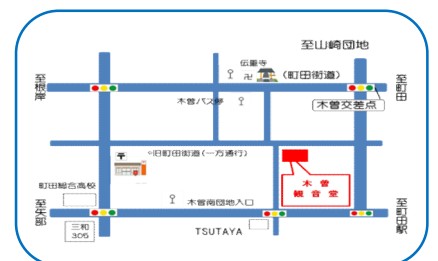 至山崎団地
伝重寺
卍
(町田街道)
至根岸
至町田
木曽バス停
木曽交差点
〒
旧町田街道(一方通行)
町田総合高校
木曽
観音堂
至矢部
木曽南団地入口
至町田駅
三和
305
TSUTAYA